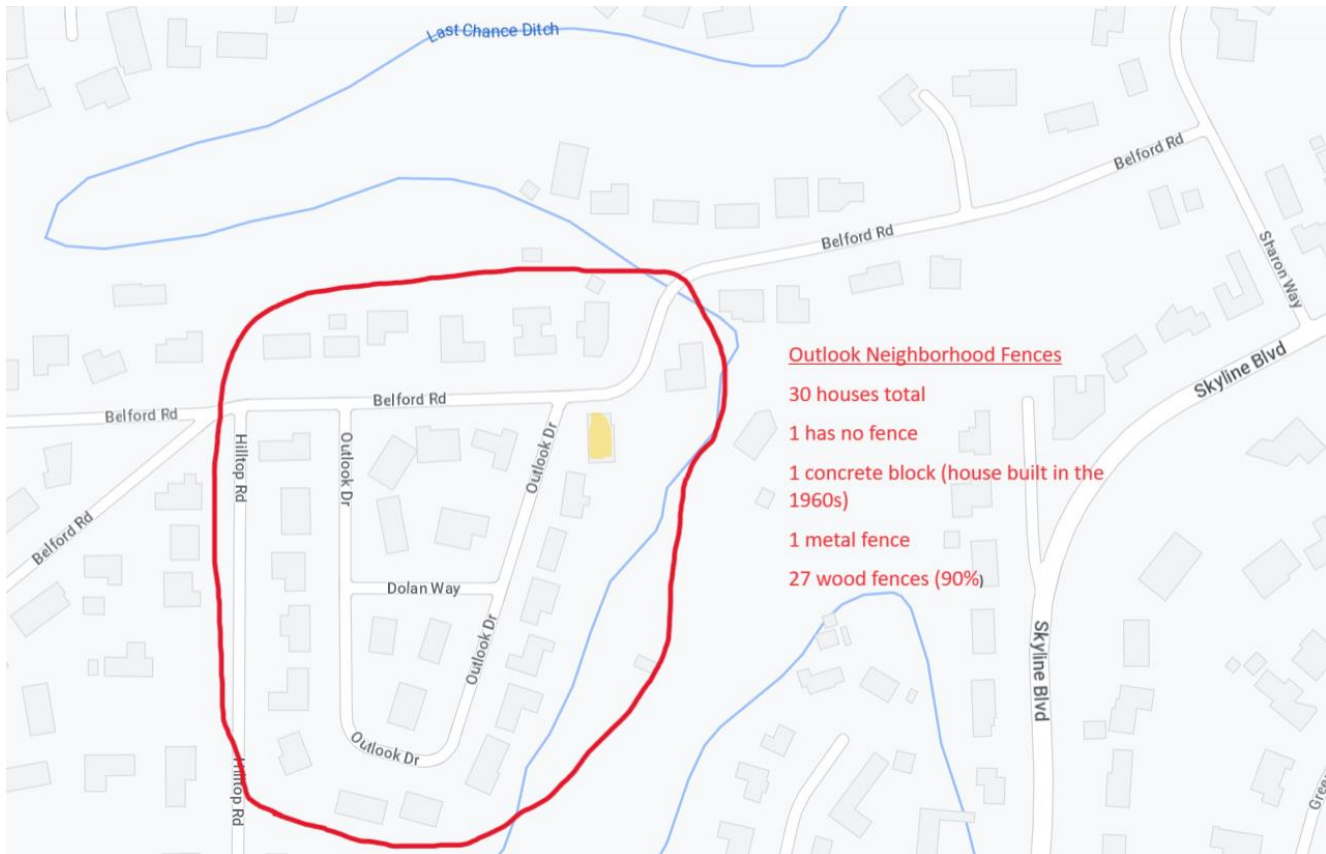 Last Chance Ditch
Belford Rd
Belford Rd
Sharon Way
Skyline Blvd
Outlook Neighborhood Fences
30 houses total
1 has no fence
1 concrete block (house built in the
1960s)
1 metal fence
27 wood fences (90%)
Belford Rd
Belford Rd
Hilltop Rd
Outlook Dr
Outlook Dr
Belford Rd
Dolan Way
Outlook Dr
Skyline Blvd
Outlook Dr
Hilltop Rd
Gree